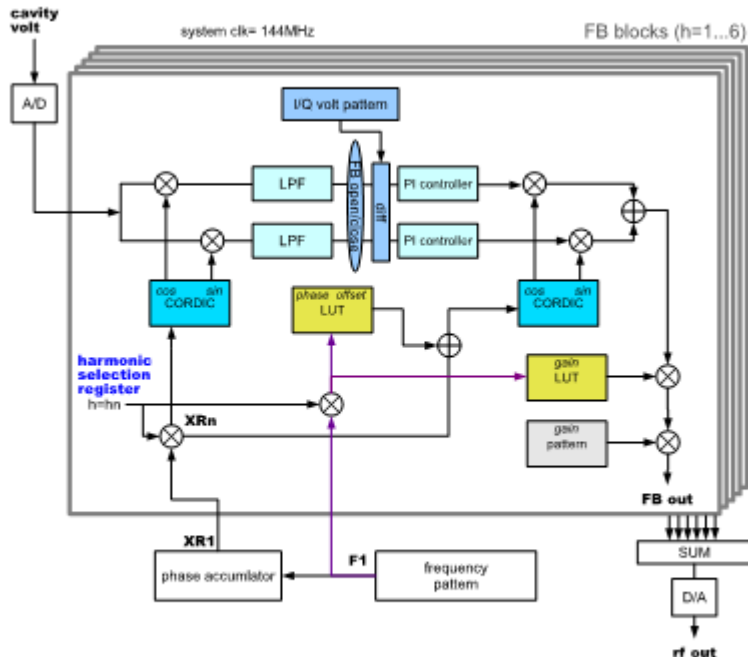 cavity
volt
system clk= 144MHz
FB blocks (h=1...6)
A/D
I/Q volt pattern
LPF
FB open/close
diff
PI controller
LPF
PI controller
cos sin
CORDIC
phase offset
LUT
cos sin
CORDIC
harmonic
selection
register
h=hn
XRn
gain
LUT
gain
pattern
FB out
XR1
F1
phase accumlator
frequency
pattern
SUM
D/A
rf out